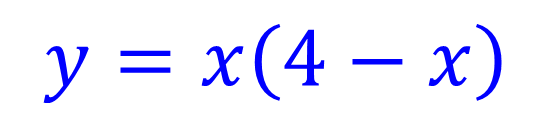 y = x(4 − x)